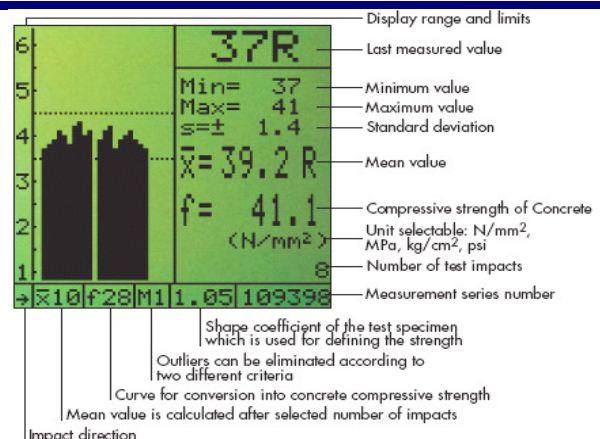 Display range and limits
6
37R
Last measured value
5
Min= 37
Minimum value
Max= 41
Maximum value
s=± 1.4
Standard deviation
4
x̅=39.2 R
Mean value
3
f= 41.1
Compressive strength of Concrete
(N/mm²)
Unit selectable: N/mm²,
MPa, kg/cm², psi
2
8
Number of test impacts
1
→ x̅10 f28 M1 1.05 109398
Measurement series number
Shape coefficient of the test specimen
which is used for defining the strength
Outliers can be eliminated according to
two different criteria
Curve for conversion into concrete compressive strength
Mean value is calculated after selected number of impacts
Impact direction